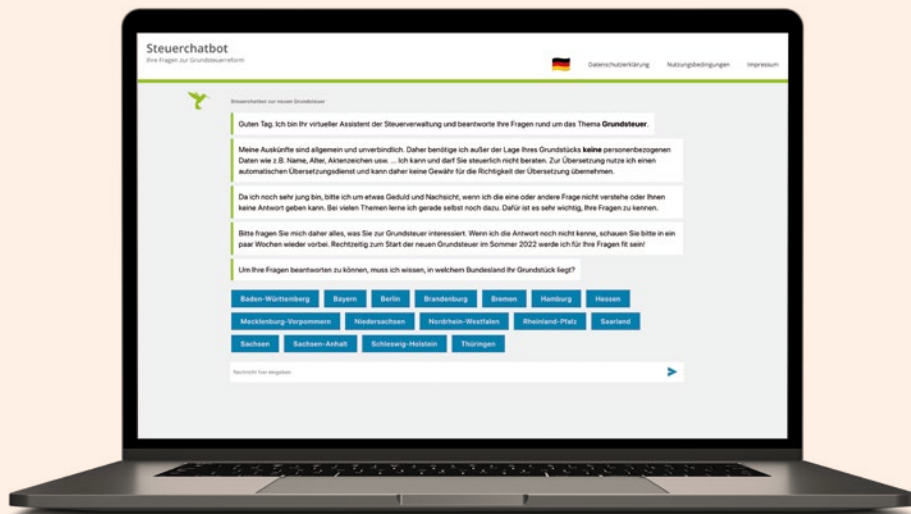 Steuerchatbot
Ihre Fragen zur Grundsteuerreform
Datenschutzerklärung Nutzungsbedingungen Impressum
Steuerchatbot zur neuen Grundsteuer
Guten Tag. Ich bin Ihr virtueller Assistent der Steuerverwaltung und beantworte Ihre Fragen rund um das Thema Grundsteuer.
Meine Auskünfte sind allgemein und unverbindlich. Daher benötige ich außer der Lage Ihres Grundstücks keine personenbezogenen
Daten wie z.B. Name, Alter, Aktenzeichen usw. ... Ich kann und darf Sie steuerlich nicht beraten. Zur Übersetzung nutze ich einen
automatischen Übersetzungsdienst und kann daher keine Gewähr für die Richtigkeit der Übersetzung übernehmen.
Da ich noch sehr jung bin, bitte ich um etwas Geduld und Nachsicht, wenn ich die eine oder andere Frage nicht verstehe oder Ihnen
keine Antwort geben kann. Bei vielen Themen lerne ich gerade selbst noch dazu. Dafür ist es sehr wichtig, Ihre Fragen zu kennen.
Bitte fragen Sie mich daher alles, was Sie zur Grundsteuer interessiert. Wenn ich die Antwort noch nicht kenne, schauen Sie bitte in ein
paar Wochen wieder vorbei. Rechtzeitig zum Start der neuen Grundsteuer im Sommer 2022 werde ich für Ihre Fragen fit sein!
Um Ihre Fragen beantworten zu können, muss ich wissen, in welchem Bundesland Ihr Grundstück liegt?
Baden-Württemberg Bayern Berlin Brandenburg Bremen Hamburg Hessen
Mecklenburg-Vorpommern Niedersachsen Nordrhein-Westfalen Rheinland-Pfalz Saarland
Sachsen Sachsen-Anhalt Schleswig-Holstein Thüringen
Nachricht hier eingeben